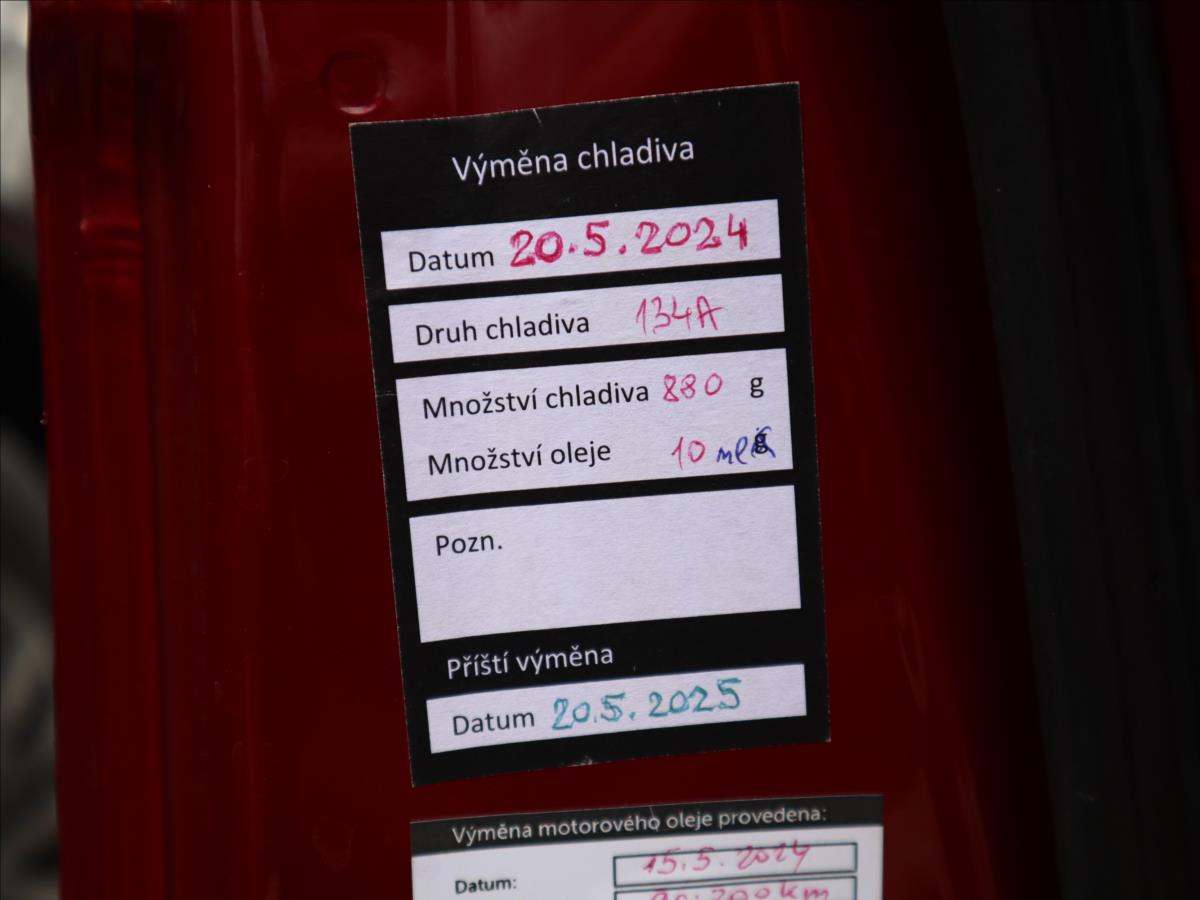 Výměna chladiva
Datum 20.5.2024
Druh chladiva 134A
Množství chladiva 880 g
Množství oleje 10 ml
Pozn.
Příští výměna
Datum 20.5.2025
Výměna motorového oleje provedena:
Datum: 15.5.2024